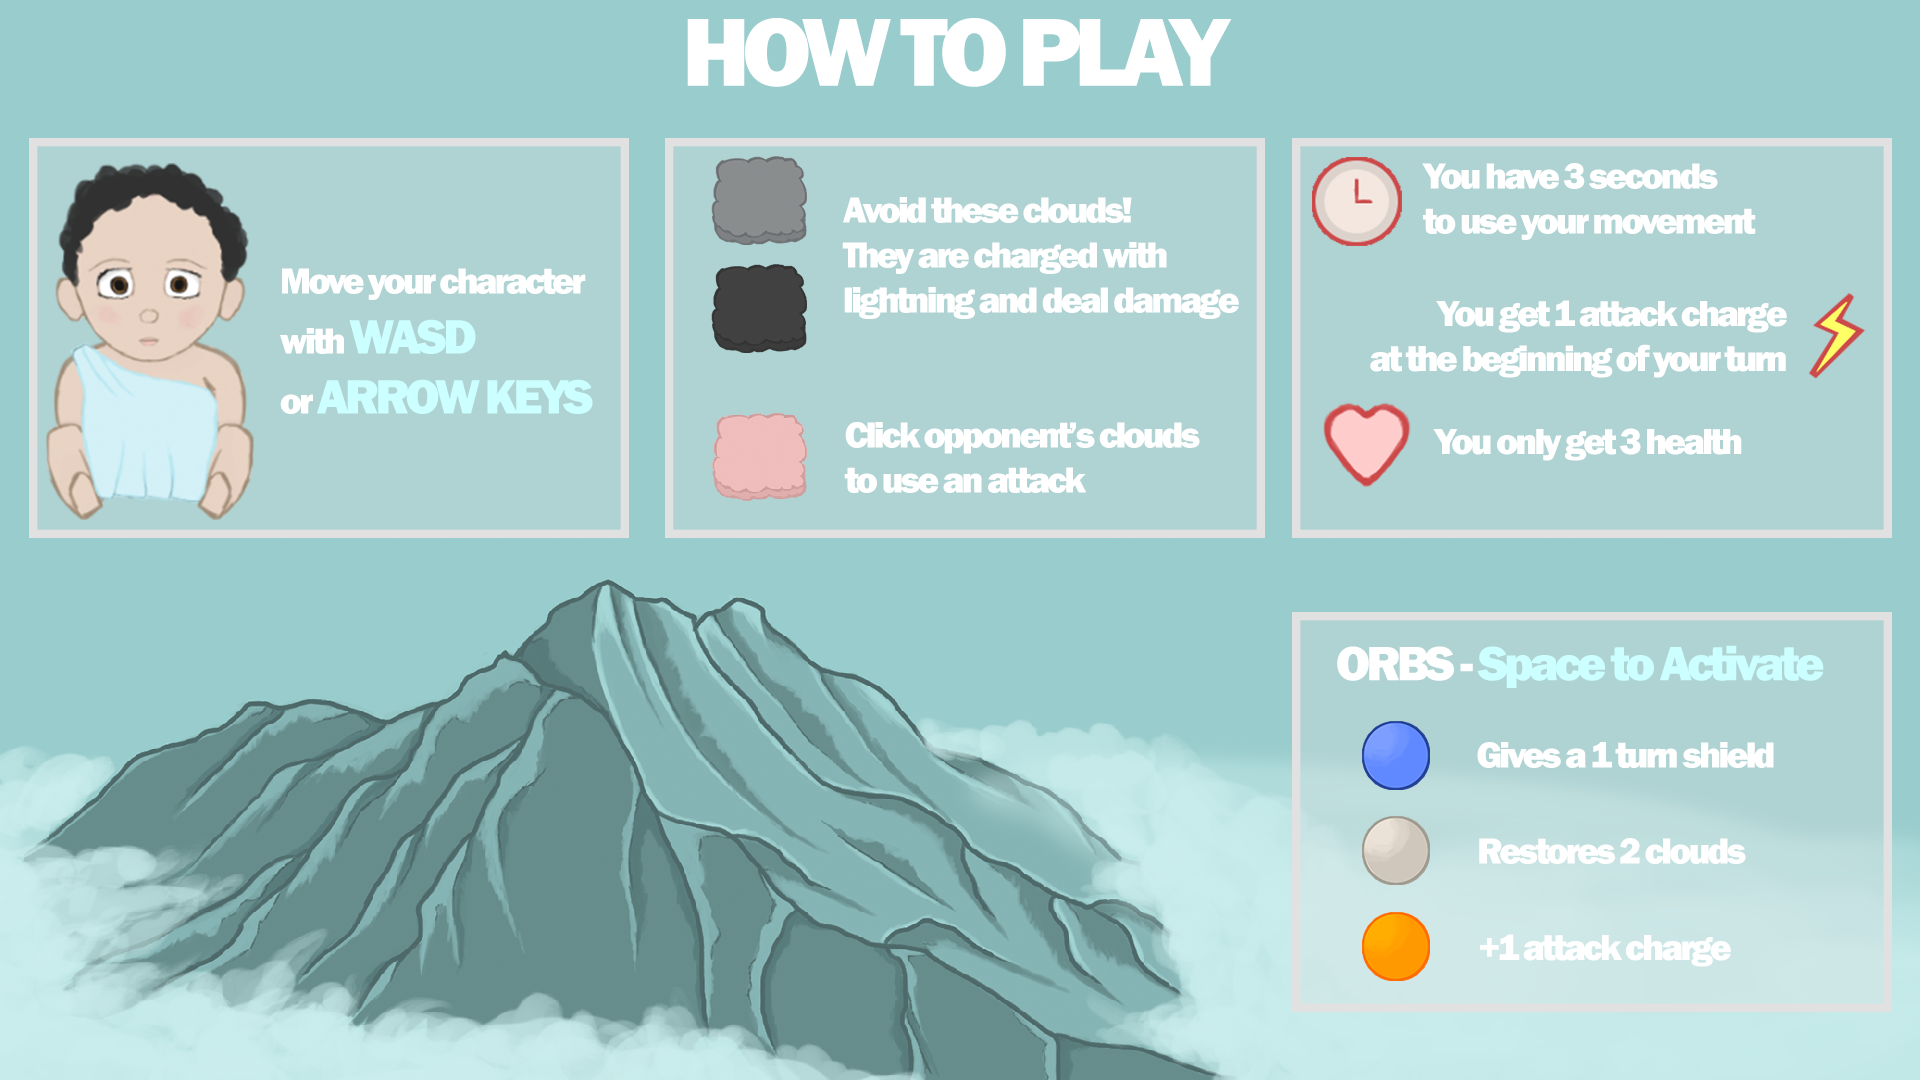 HOW TO PLAY
Move your character
with WASD
or ARROW KEYS
Avoid these clouds!
They are charged with
lightning and deal damage
Click opponent's clouds
to use an attack
You have 3 seconds
to use your movement
You get 1 attack charge
at the beginning of your turn
You only get 3 health
ORBS - Space to Activate
Gives a 1 turn shield
Restores 2 clouds
+1 attack charge